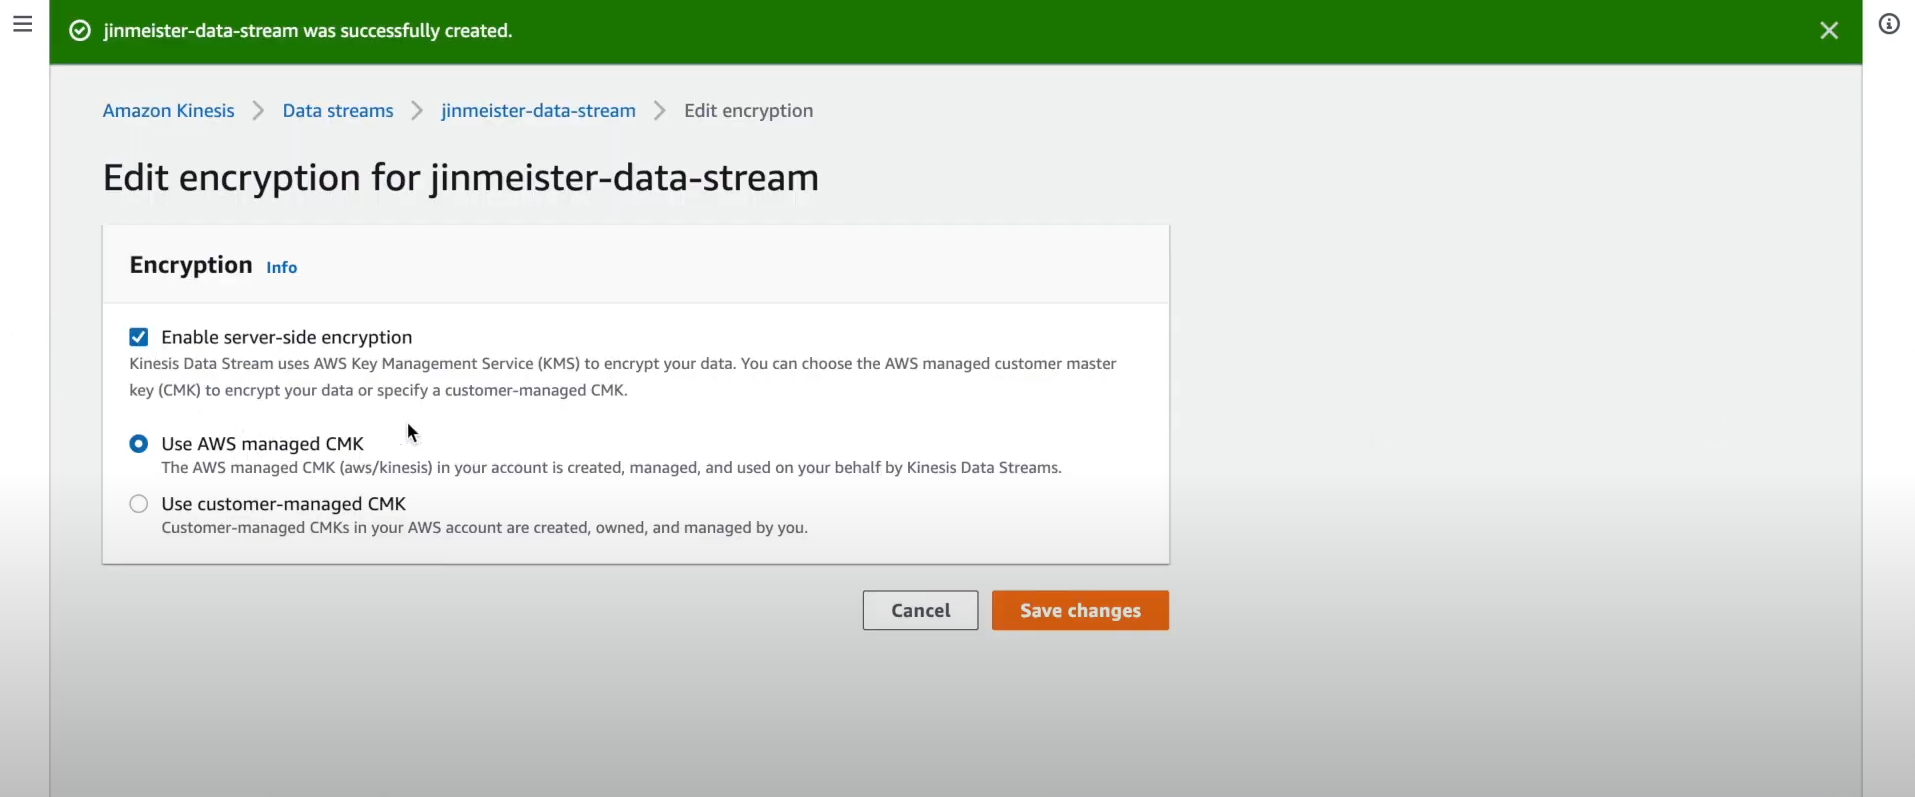 jinmeister-data-stream was successfully created.
Amazon Kinesis > Data streams > jinmeister-data-stream > Edit encryption
Edit encryption for jinmeister-data-stream
Encryption Info
Enable server-side encryption
Kinesis Data Stream uses AWS Key Management Service (KMS) to encrypt your data. You can choose the AWS managed customer master
key (CMK) to encrypt your data or specify a customer-managed CMK.
Use AWS managed CMK
The AWS managed CMK (aws/kinesis) in your account is created, managed, and used on your behalf by Kinesis Data Streams.
Use customer-managed CMK
Customer-managed CMKs in your AWS account are created, owned, and managed by you.
Cancel Save changes